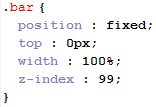 .bar {
position : fixed;
top : 0px;
width : 100%;
z-index : 99;
}